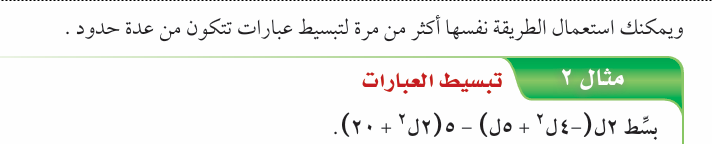 ويمكنك استعمال الطريقة نفسها أكثر من مرة لتبسيط عبارات تتكون من عدة حدود .
مثال ٢ تبسيط العبارات
بسِّط ٢ل(-٤ل٢ + ٥ل) - ٥(٢ل٢ + ٢٠).